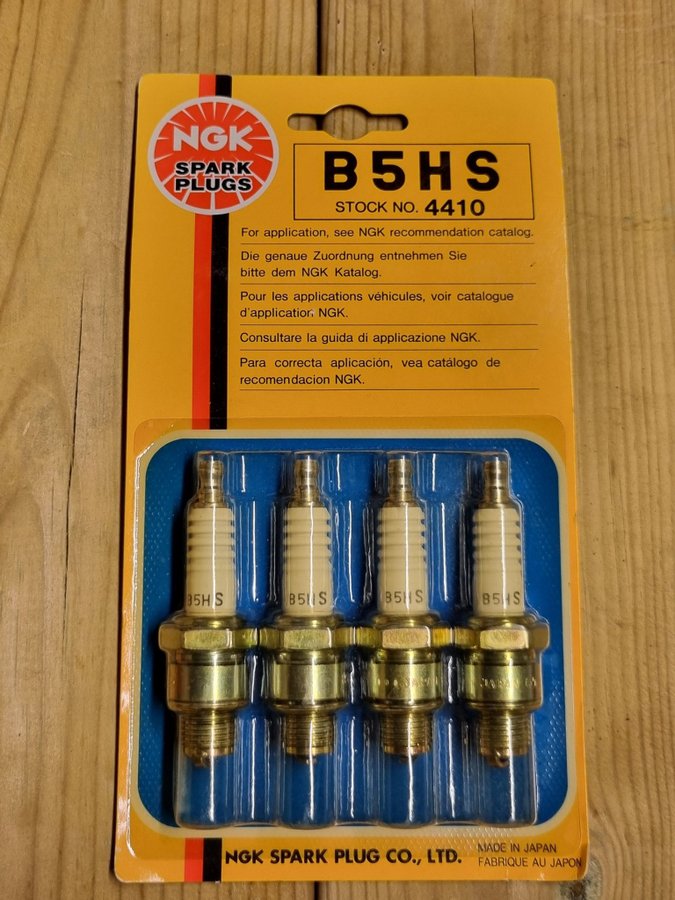 NGK
SPARK
PLUGS
B5HS
STOCK NO. 4410
For application, see NGK recommendation catalog.
Die genaue Zuordnung entnehmen Sie
bitte dem NGK Katalog.
Pour les applications véhicules, voir catalogue
d'application NGK.
Consultare la guida di applicazione NGK.
Para correcta aplicación, vea catálogo de
recomendacion NGK.
B5HS
B5HS
B5HS
B5HS
JAPAN
JAPAN
NGK SPARK PLUG CO., LTD.
MADE IN JAPAN
FABRIQUE AU JAPON